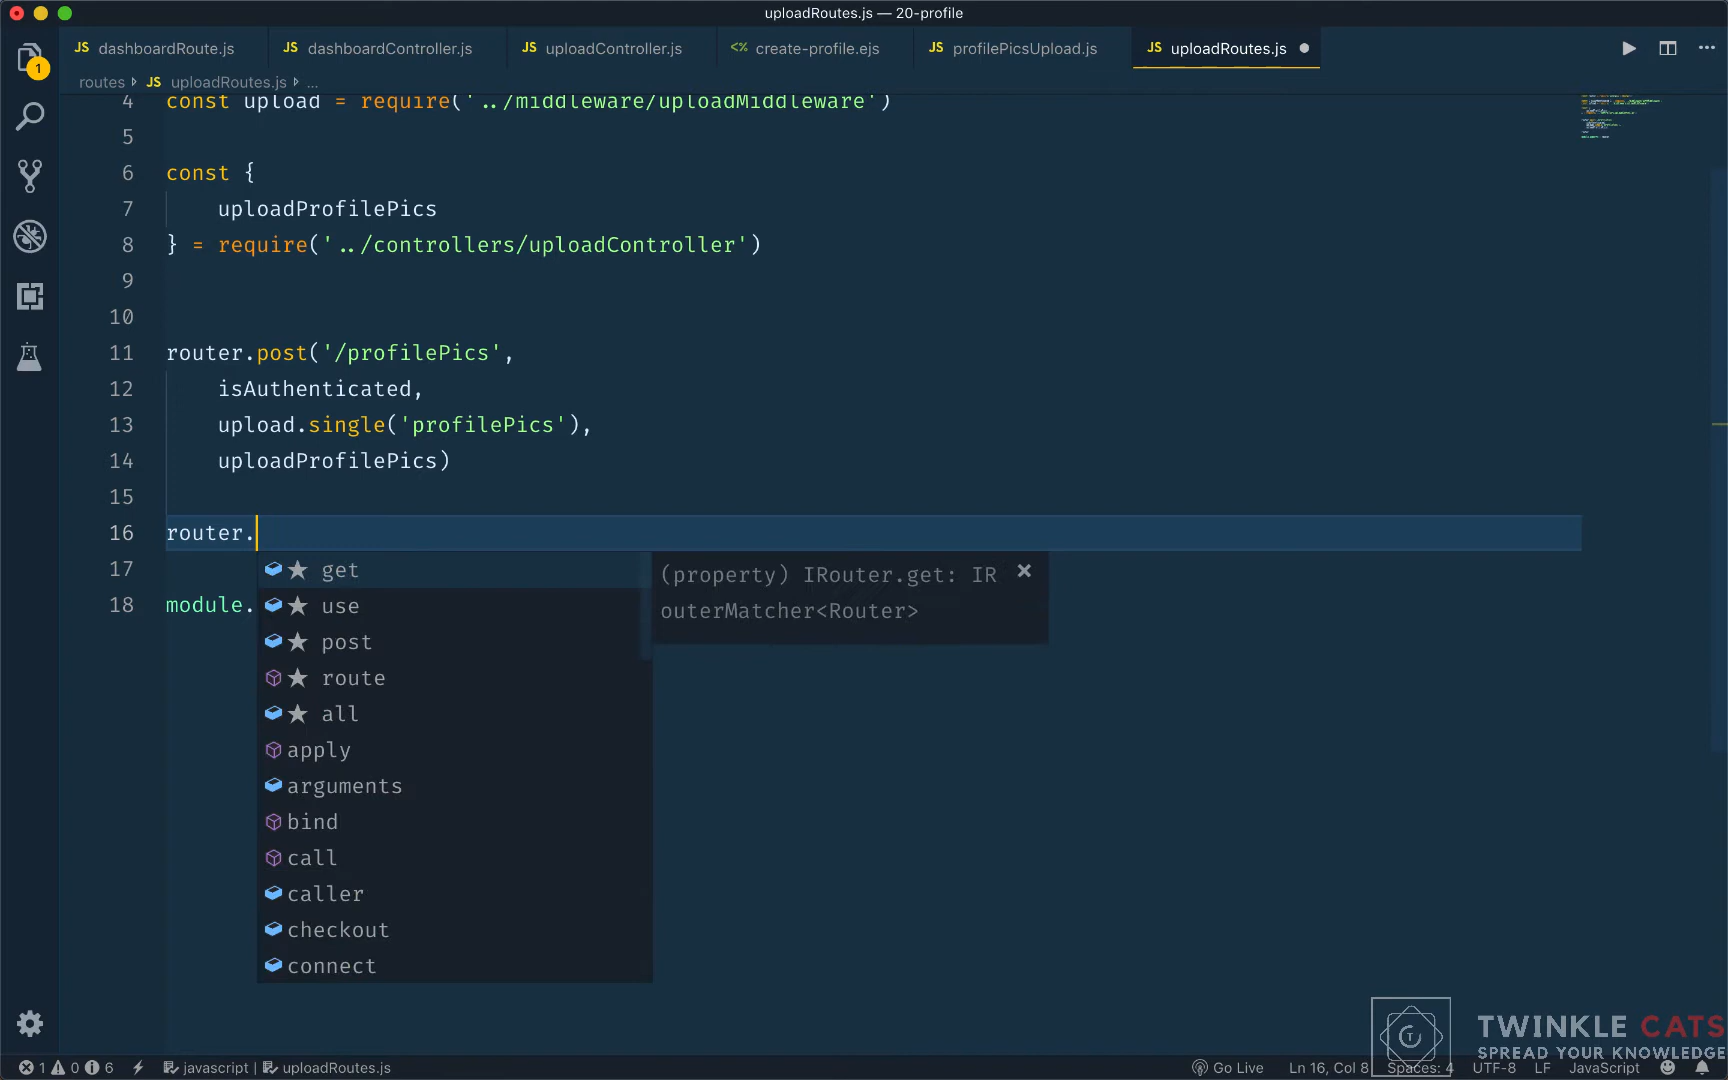 uploadRoutes.js — 20-profile
JS dashboardRoute.js JS dashboardController.js JS uploadController.js <% create-profile.ejs JS profilePicsUpload.js JS uploadRoutes.js
routes JS uploadRoutes.js ...
1
4 const upload = require('../middleware/uploadMiddleware')
5
6 const {
7 uploadProfilePics
8 } = require('../controllers/uploadController')
9
10
11 router.post('/profilePics',
12 isAuthenticated,
13 upload.single('profilePics'),
14 uploadProfilePics)
15
16 router.
17
18 module.
★ get
★ use
★ post
★ route
★ all
apply
arguments
bind
call
caller
checkout
connect
(property) IRouter.get: IR
outerMatcher<Router>
TWINKLE CATS
SPREAD YOUR KNOWLEDGE
1 0 6 javascript | uploadRoutes.js Go Live Ln 16, Col 8 Spaces: 4 UTF-8 LF JavaScript